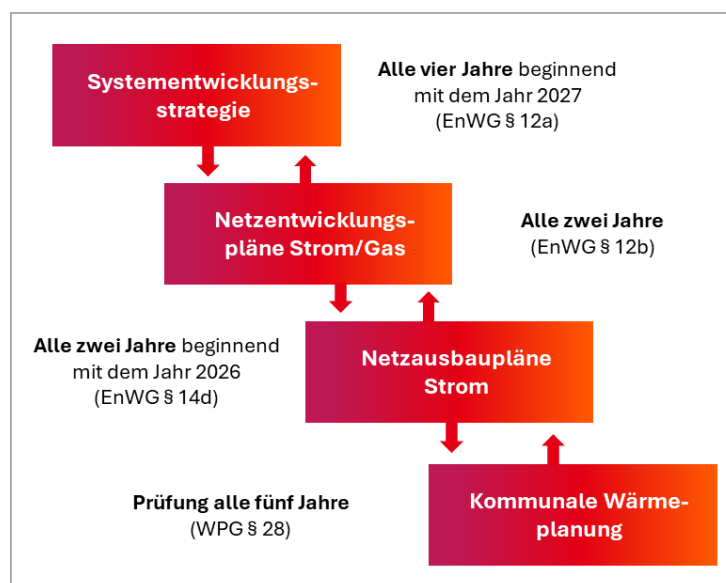 Systementwicklungs-
strategie
Alle vier Jahre beginnend
mit dem Jahr 2027
(EnWG § 12a)
Netzentwicklungs-
pläne Strom/Gas
Alle zwei Jahre
(EnWG § 12b)
Alle zwei Jahre beginnend
mit dem Jahr 2026
(EnWG § 14d)
Netzausbaupläne
Strom
Prüfung alle fünf Jahre
(WPG § 28)
Kommunale Wärme-
planung